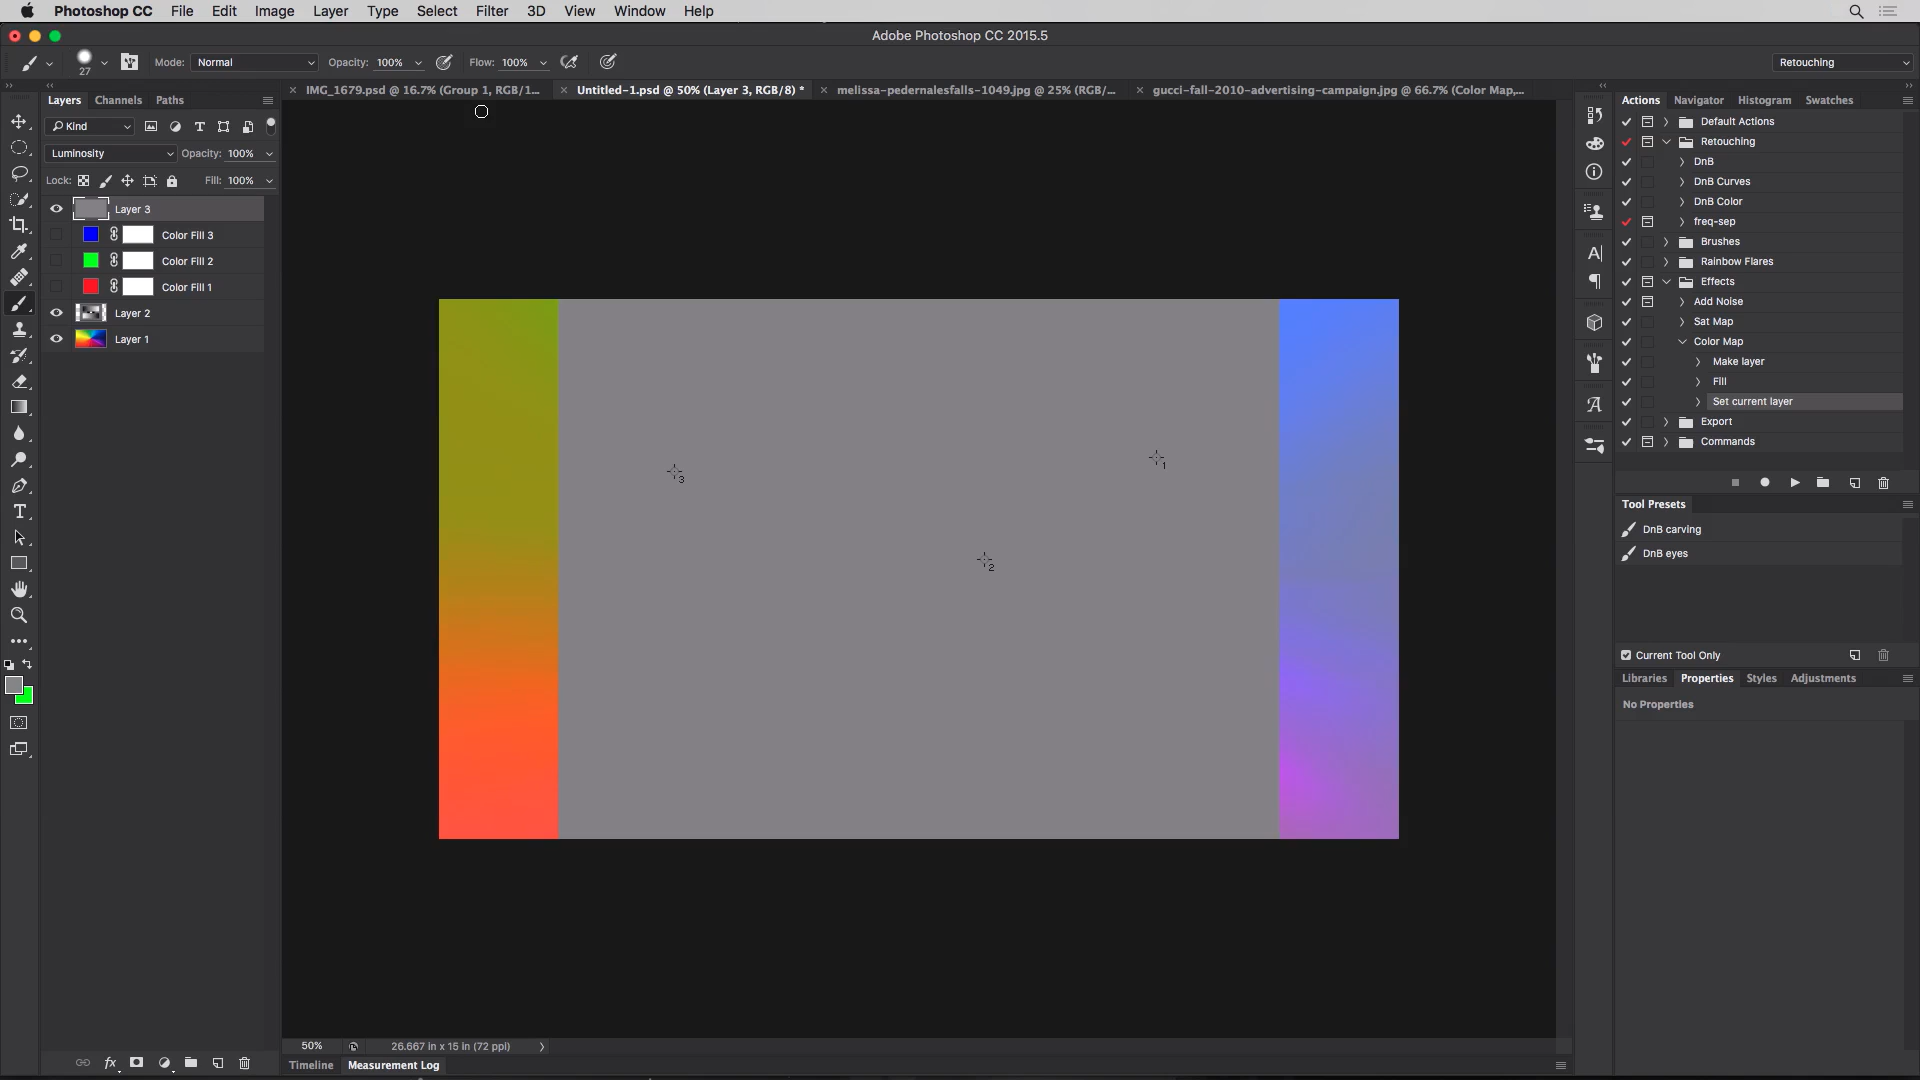 Photoshop CC File Edit Image Layer Type Select Filter 3D View Window Help
Adobe Photoshop CC 2015.5
27 Mode: Normal Opacity: 100% Flow: 100% Retouching
IMG_1679.psd @ 16.7% (Group 1, RGB/1... Untitled-1.psd @ 50% (Layer 3, RGB/8) * melissa-pedernalesfalls-1049.jpg @ 25% (RGB/... gucci-fall-2010-advertising-campaign.jpg @ 66.7% (Color Map,...
Layers Channels Paths
Kind
Luminosity Opacity: 100%
Lock: Fill: 100%
Layer 3
Color Fill 3
Color Fill 2
Color Fill 1
Layer 2
Layer 1
1
3
2
50% 26.667 in x 15 in (72 ppi)
Timeline Measurement Log
Actions Navigator Histogram Swatches
Default Actions
Retouching
DnB
DnB Curves
DnB Color
freq-sep
Brushes
Rainbow Flares
Effects
Add Noise
Sat Map
Color Map
Make layer
Fill
Set current layer
Export
Commands
Tool Presets
DnB carving
DnB eyes
Current Tool Only
Libraries Properties Styles Adjustments
No Properties